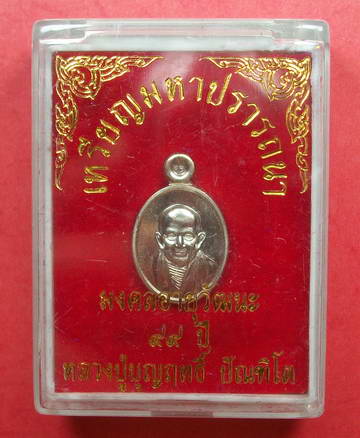 เหรียญมหาปรารถนา
มงคลอายุวัฒนะ
๙๙ ปี
หลวงปู่บุญฤทธิ์ ปัณฑิโต